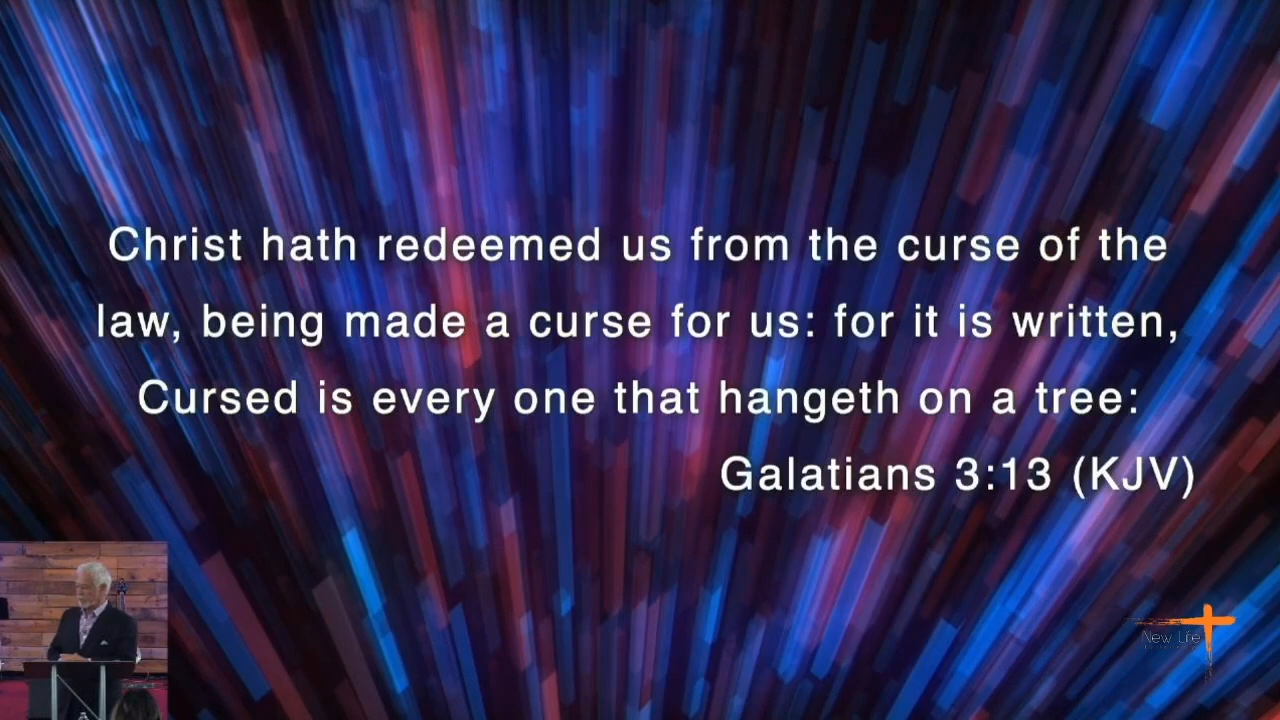 Christ hath redeemed us from the curse of the
law, being made a curse for us: for it is written,
Cursed is every one that hangeth on a tree:
Galatians 3:13 (KJV)
New Life